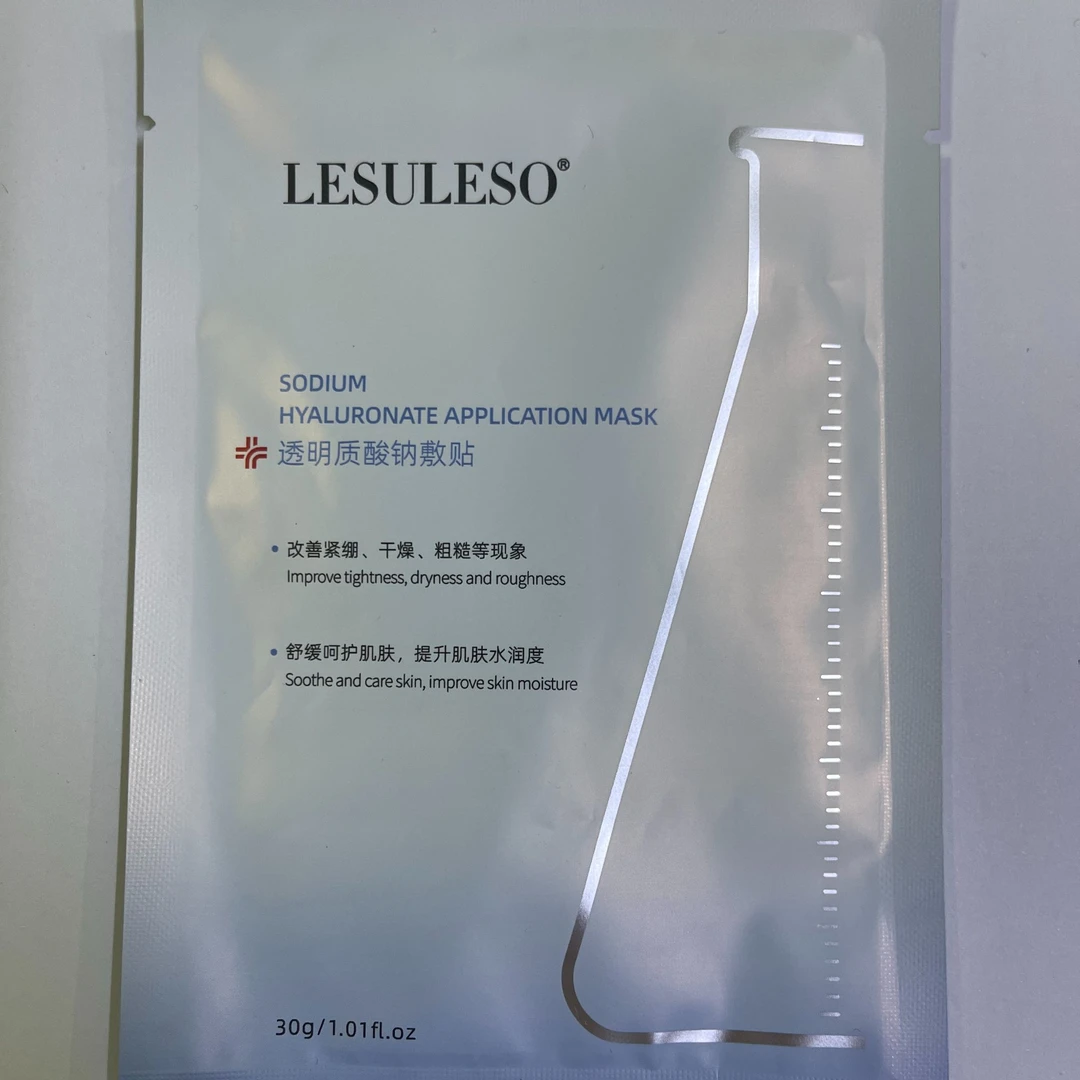 LESULESO®
SODIUM
HYALURONATE APPLICATION MASK
透明质酸钠敷贴
• 改善紧绷、干燥、粗糙等现象
Improve tightness, dryness and roughness
• 舒缓呵护肌肤，提升肌肤水润度
Soothe and care skin, improve skin moisture
30g/1.01fl.oz